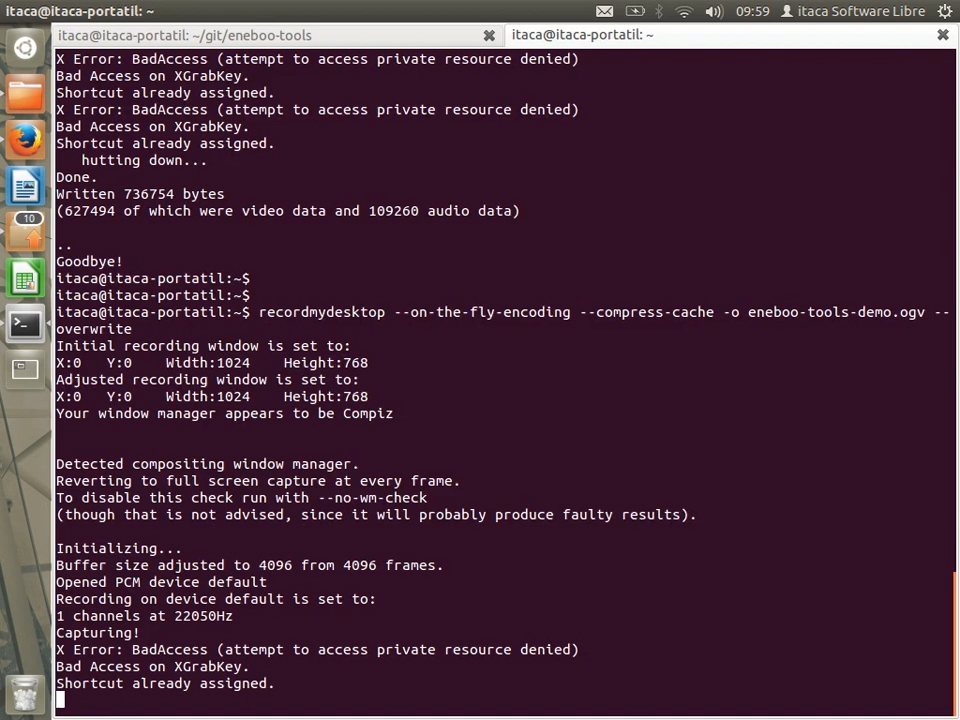 itaca@itaca-portatil: ~
09:59
itaca Software Libre
itaca@itaca-portatil: ~/git/eneboo-tools
itaca@itaca-portatil: ~
10
X Error: BadAccess (attempt to access private resource denied)
Bad Access on XGrabKey.
Shortcut already assigned.
X Error: BadAccess (attempt to access private resource denied)
Bad Access on XGrabKey.
Shortcut already assigned.
hutting down...
Done.
Written 736754 bytes
(627494 of which were video data and 109260 audio data)
..
Goodbye!
itaca@itaca-portatil:~$
itaca@itaca-portatil:~$
itaca@itaca-portatil:~$ recordmydesktop --on-the-fly-encoding --compress-cache -o eneboo-tools-demo.ogv --
overwrite
Initial recording window is set to:
X:0   Y:0    Width:1024    Height:768
Adjusted recording window is set to:
X:0   Y:0    Width:1024    Height:768
Your window manager appears to be Compiz
Detected compositing window manager.
Reverting to full screen capture at every frame.
To disable this check run with --no-wm-check
(though that is not advised, since it will probably produce faulty results).
Initializing...
Buffer size adjusted to 4096 from 4096 frames.
Opened PCM device default
Recording on device default is set to:
1 channels at 22050Hz
Capturing!
X Error: BadAccess (attempt to access private resource denied)
Bad Access on XGrabKey.
Shortcut already assigned.